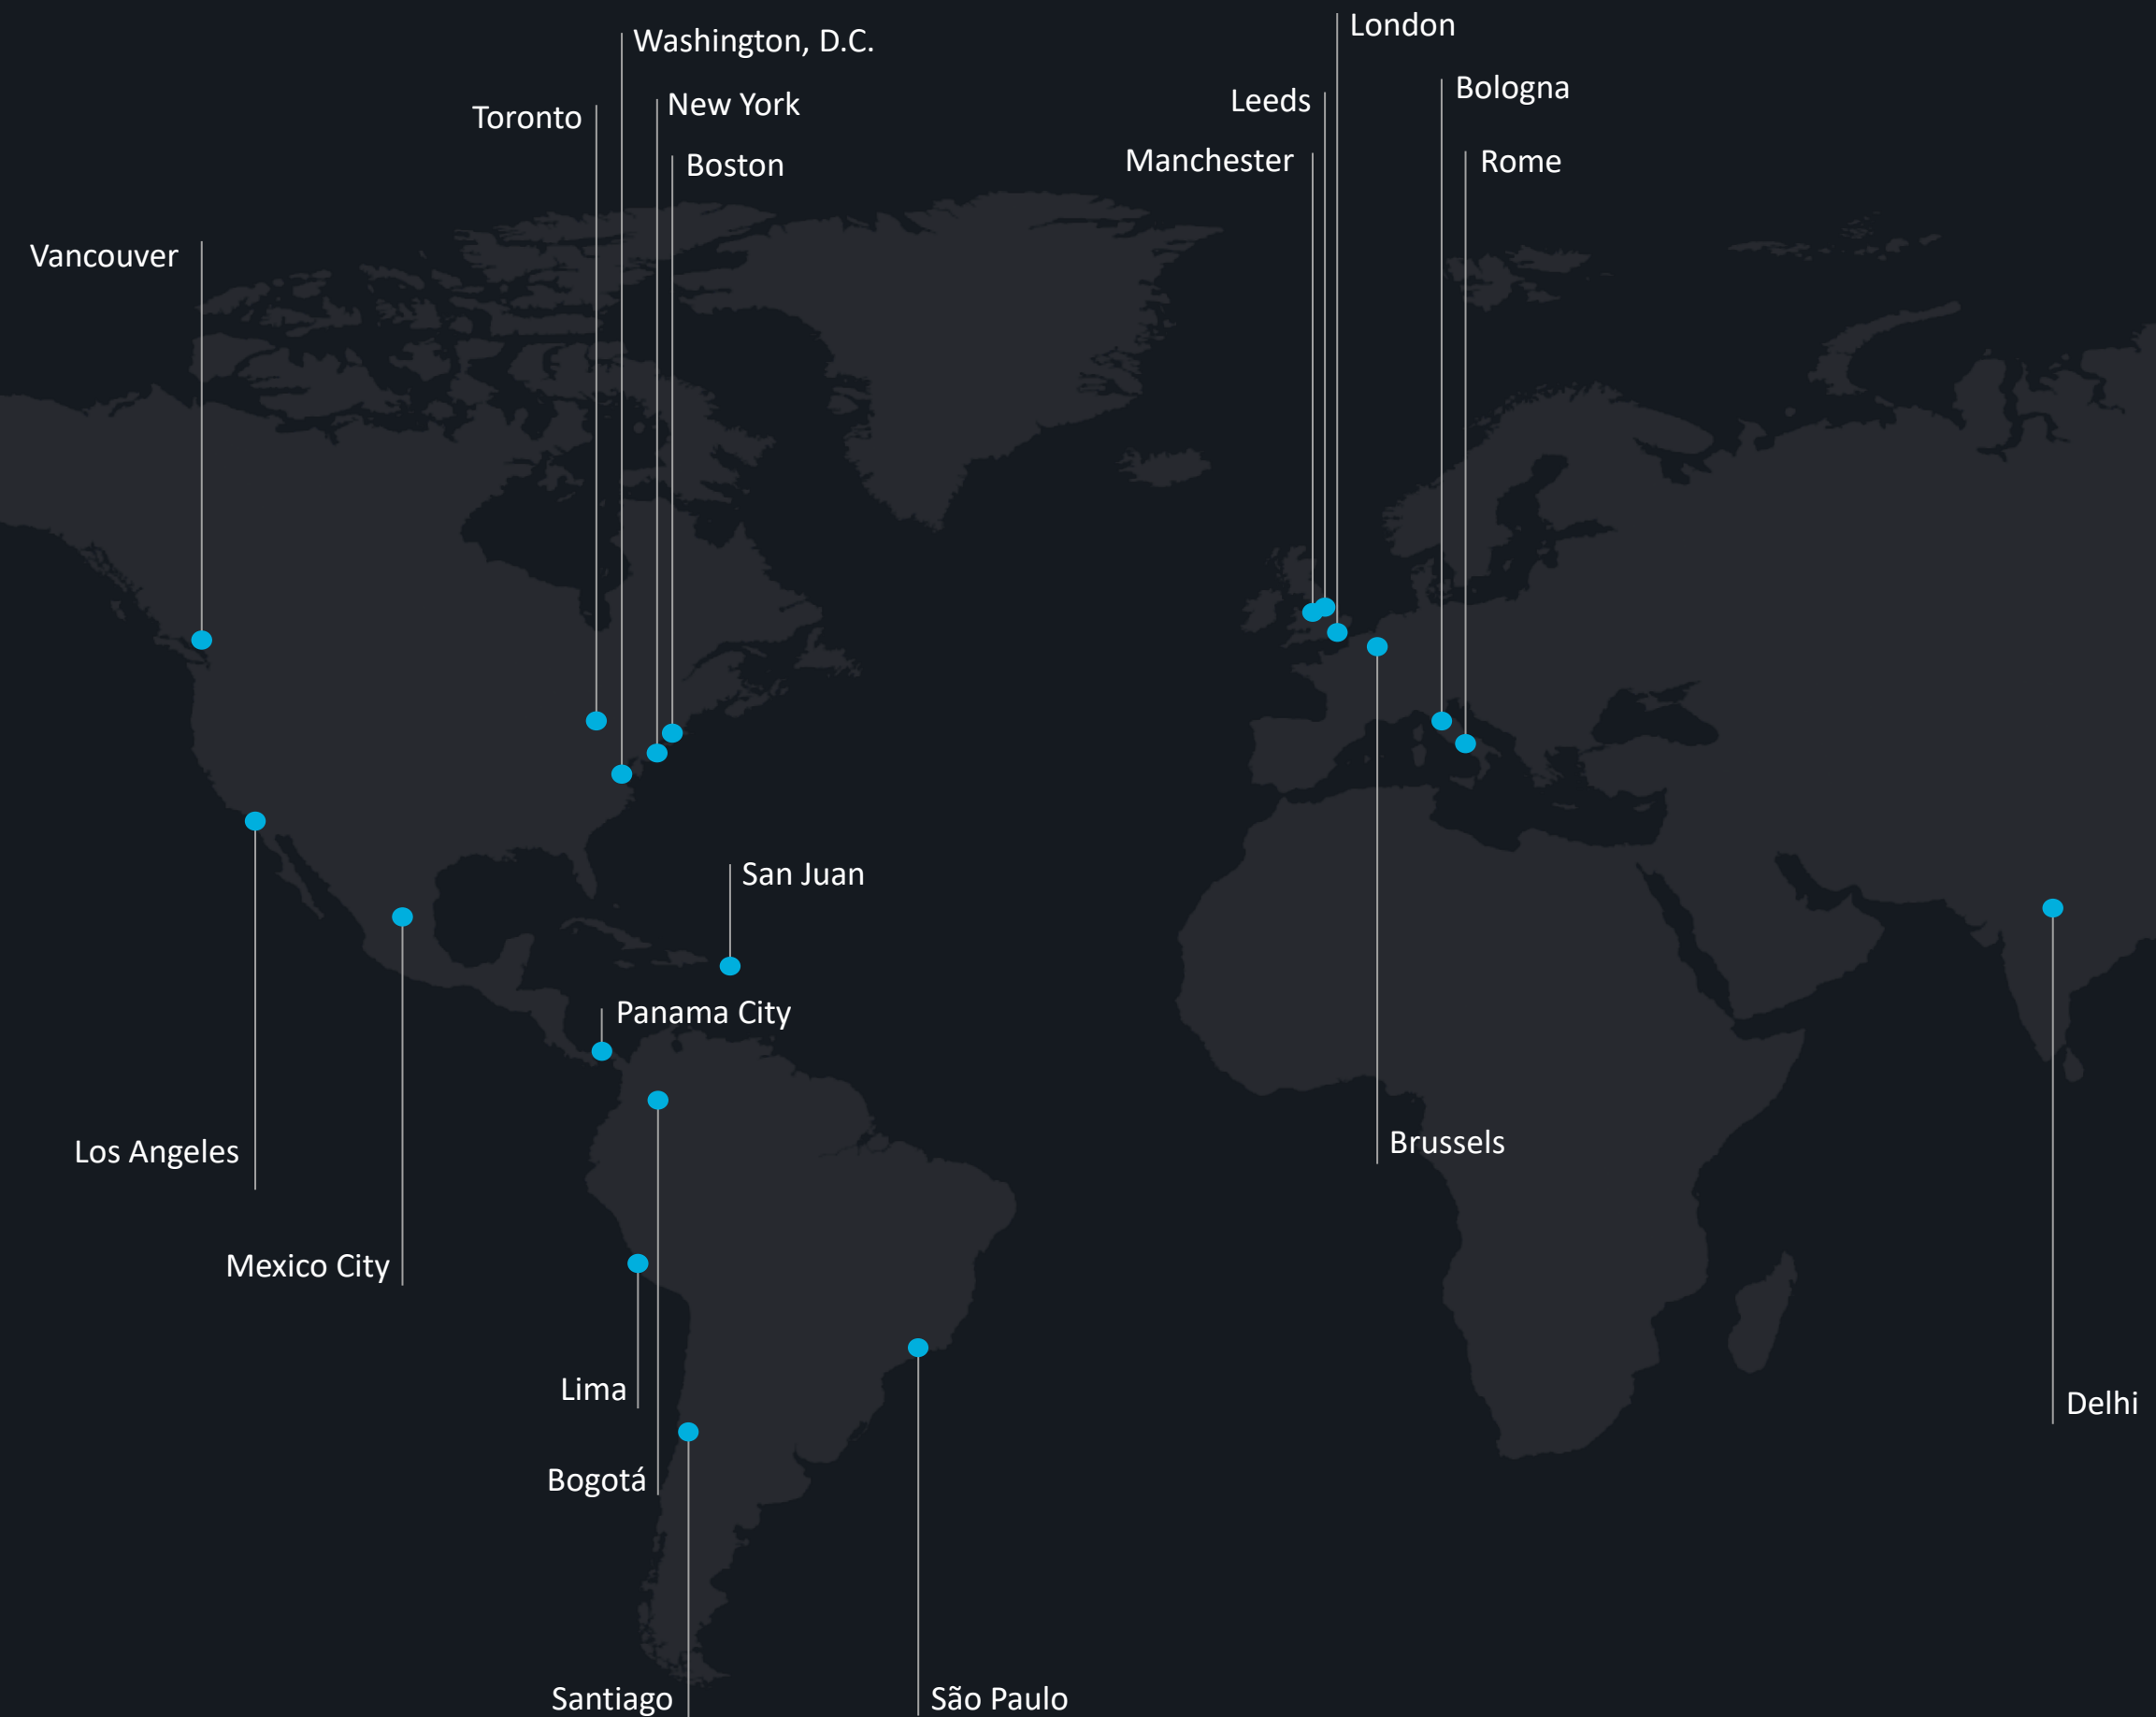 London
Washington, D.C.
Bologna
Leeds
New York
Toronto
Manchester
Rome
Boston
Vancouver
San Juan
Panama City
Brussels
Los Angeles
Mexico City
Lima
Delhi
Bogotá
Santiago
São Paulo